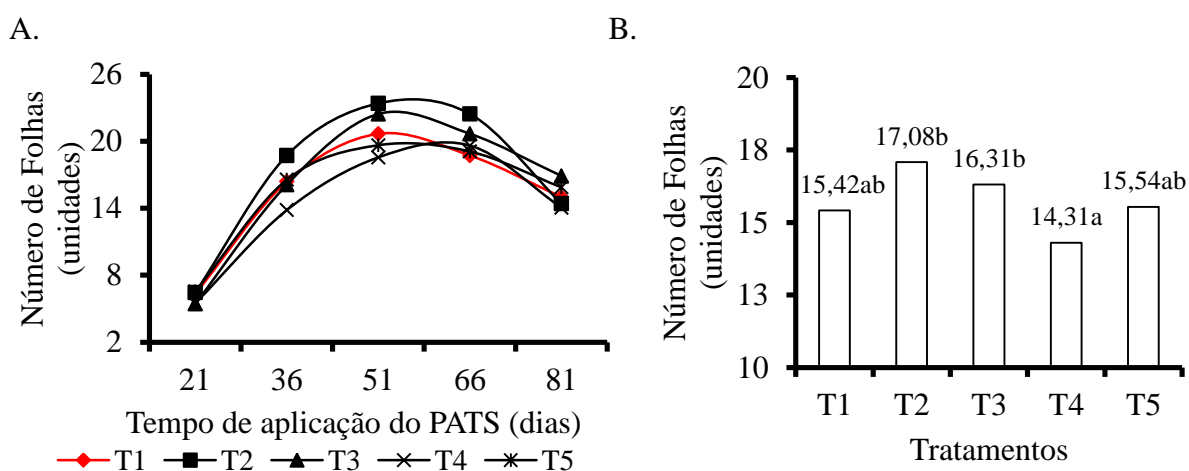 A.
Número de Folhas
(unidades)
26
20
14
8
2
21 36 51 66 81
Tempo de aplicação do PATS (dias)
T1 T2 T3 T4 T5
B.
Número de Folhas
(unidades)
20
18
15
13
10
15,42ab
17,08b
16,31b
14,31a
15,54ab
T1 T2 T3 T4 T5
Tratamentos